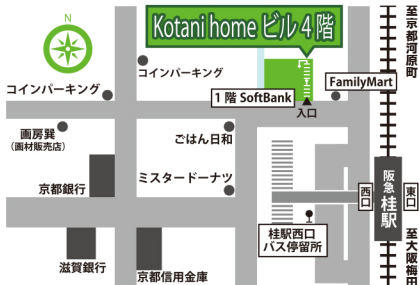 N
Kotani home ビル 4 階
至京都河原町
コインパーキング
コインパーキング
1 階 SoftBank
FamilyMart
入口
画房巽
(画材販売店)
ごはん日和
京都銀行
ミスタードーナツ
西口
阪急 桂駅
東口
桂駅西口
バス停留所
滋賀銀行
京都信用金庫
至大阪梅田